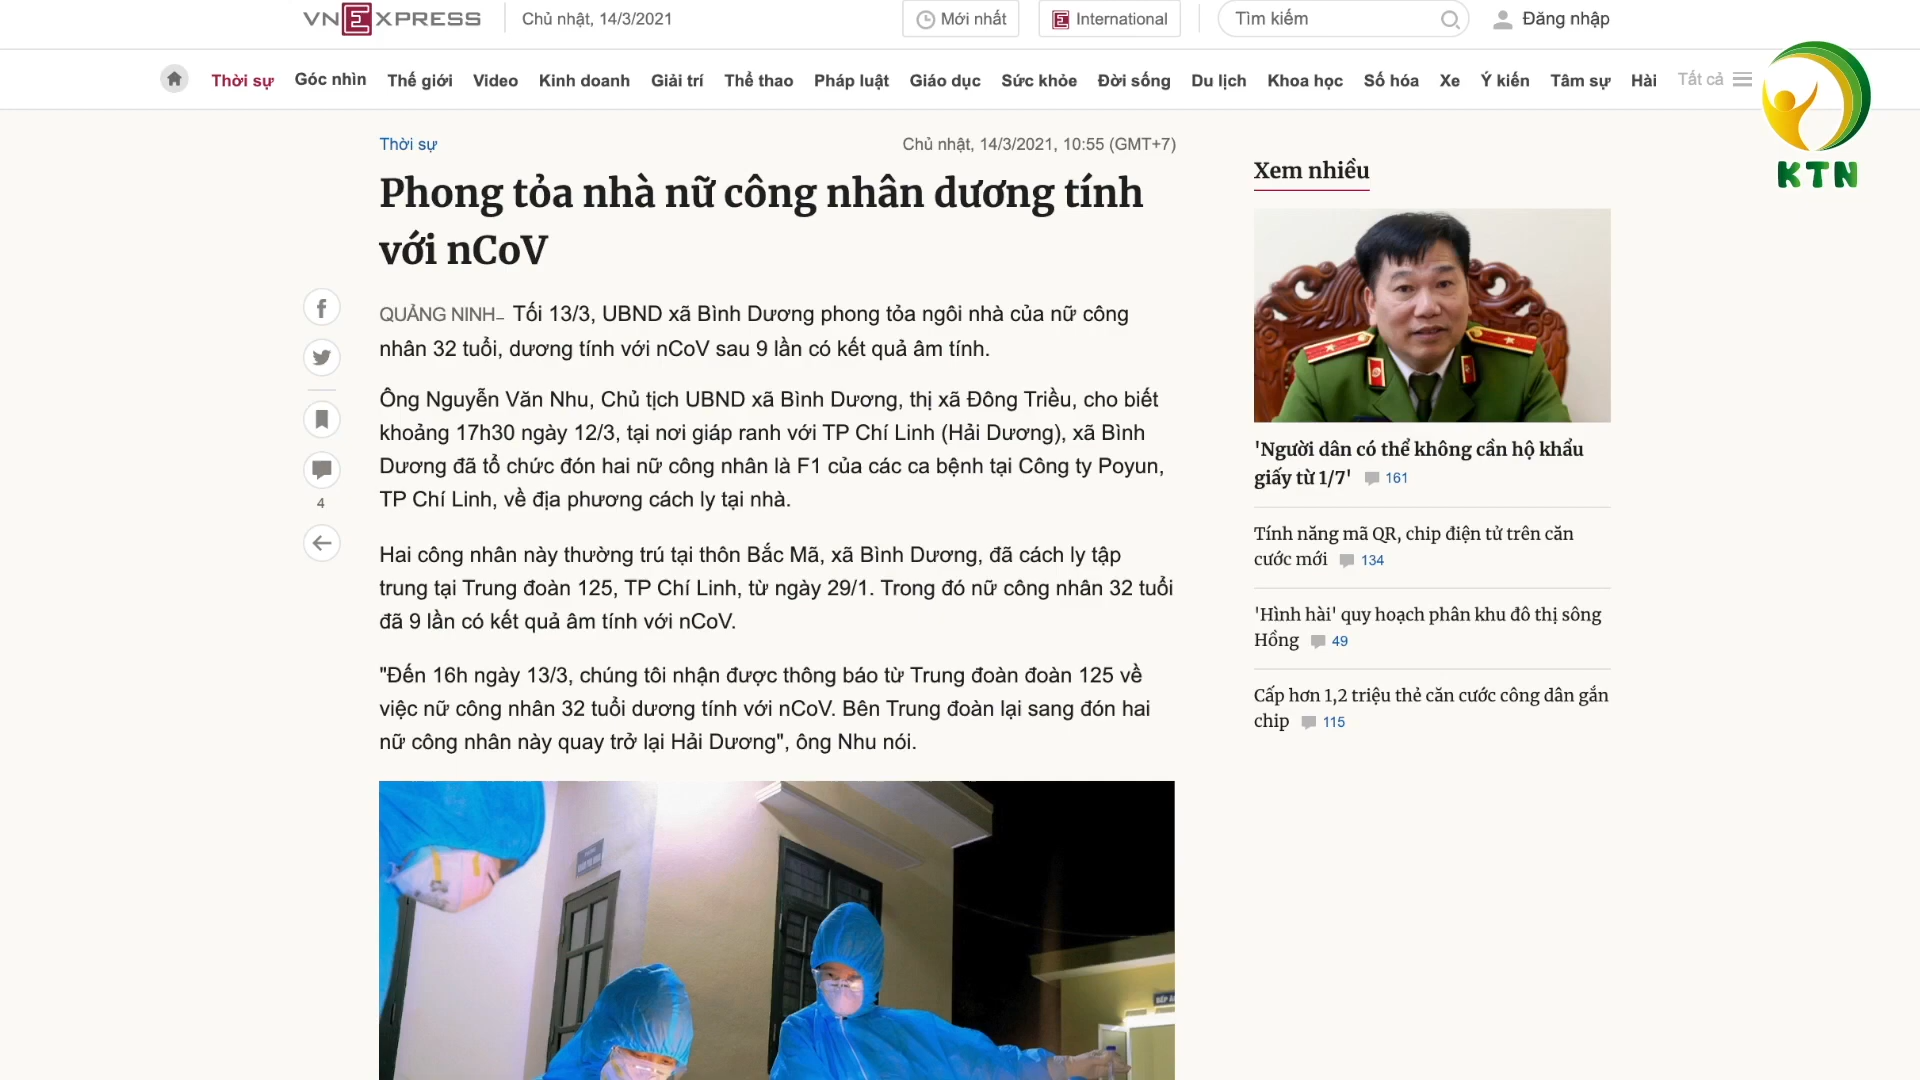 VNEXPRESS
Chủ nhật, 14/3/2021
Mới nhất
International
Tìm kiếm
Đăng nhập
Thời sự Góc nhìn Thế giới Video Kinh doanh Giải trí Thể thao Pháp luật Giáo dục Sức khỏe Đời sống Du lịch Khoa học Số hóa Xe Ý kiến Tâm sự Hài Tất cả
KTN
Thời sự
Chủ nhật, 14/3/2021, 10:55 (GMT+7)
Phong tỏa nhà nữ công nhân dương tính
với nCoV
QUẢNG NINH– Tối 13/3, UBND xã Bình Dương phong tỏa ngôi nhà của nữ công
nhân 32 tuổi, dương tính với nCoV sau 9 lần có kết quả âm tính.
Ông Nguyễn Văn Nhu, Chủ tịch UBND xã Bình Dương, thị xã Đông Triều, cho biết
khoảng 17h30 ngày 12/3, tại nơi giáp ranh với TP Chí Linh (Hải Dương), xã Bình
Dương đã tổ chức đón hai nữ công nhân là F1 của các ca bệnh tại Công ty Poyun,
TP Chí Linh, về địa phương cách ly tại nhà.
4
Hai công nhân này thường trú tại thôn Bắc Mã, xã Bình Dương, đã cách ly tập
trung tại Trung đoàn 125, TP Chí Linh, từ ngày 29/1. Trong đó nữ công nhân 32 tuổi
đã 9 lần có kết quả âm tính với nCoV.
"Đến 16h ngày 13/3, chúng tôi nhận được thông báo từ Trung đoàn đoàn 125 về
việc nữ công nhân 32 tuổi dương tính với nCoV. Bên Trung đoàn lại sang đón hai
nữ công nhân này quay trở lại Hải Dương", ông Nhu nói.
Xem nhiều
'Người dân có thể không cần hộ khẩu
giấy từ 1/7' 161
Tính năng mã QR, chip điện tử trên căn
cước mới 134
'Hình hài' quy hoạch phân khu đô thị sông
Hồng 49
Cấp hơn 1,2 triệu thẻ căn cước công dân gắn
chip 115